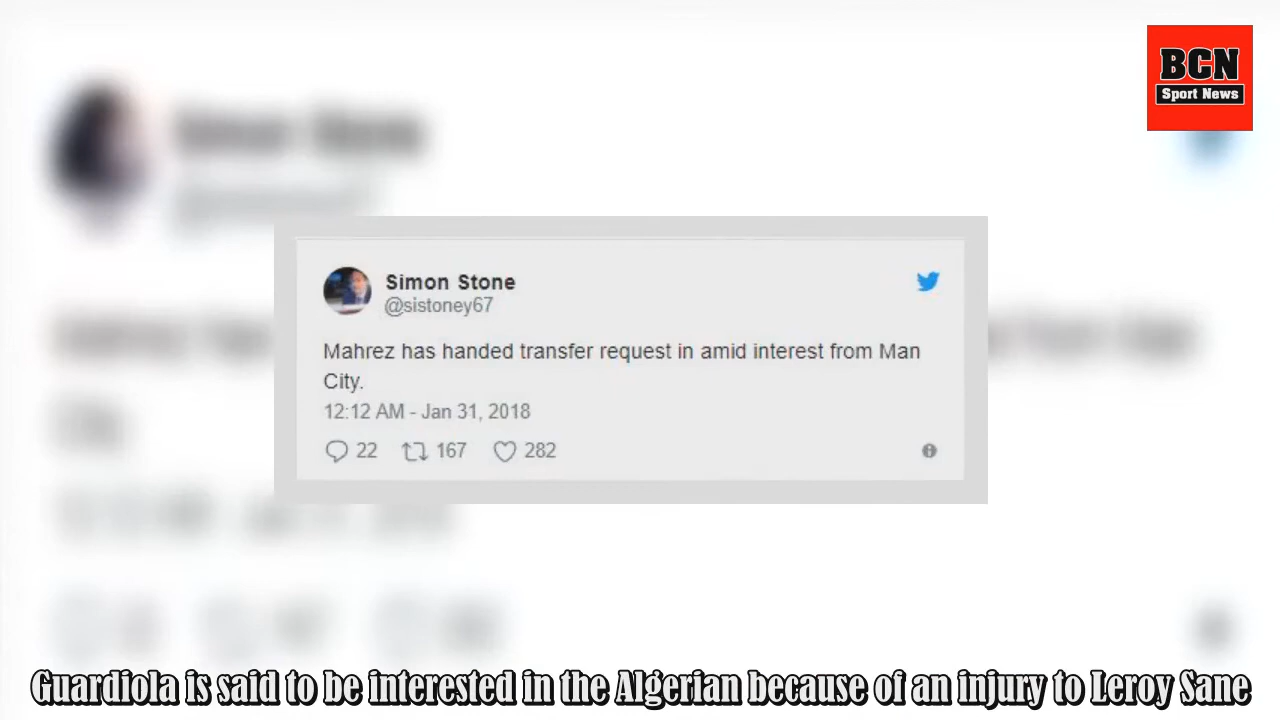 BCN
Sport News
Simon Stone
@sistoney67
Mahrez has handed transfer request in amid interest from Man
City.
12:12 AM - Jan 31, 2018
22 167 282
Guardiola is said to be interested in the Algerian because of an injury to Leroy Sane